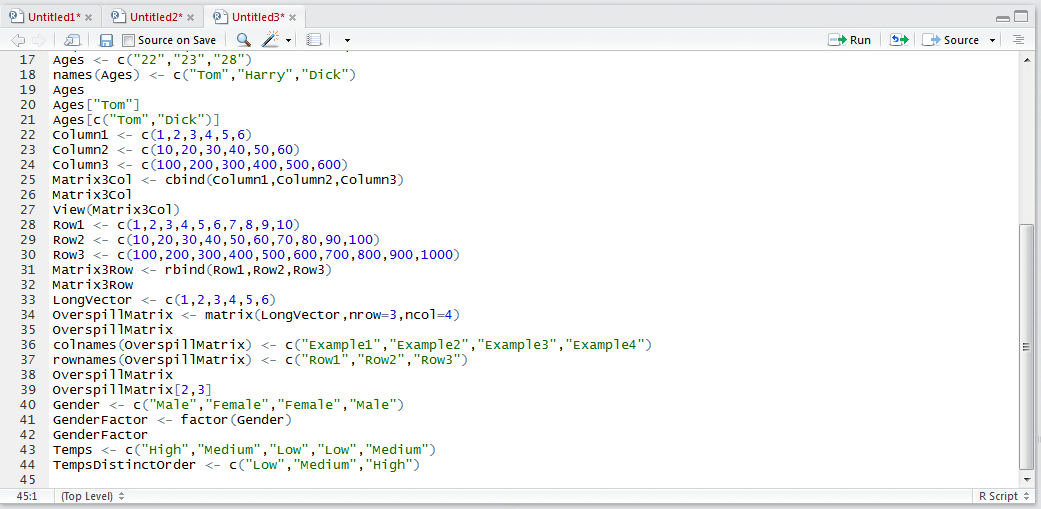 Untitled1*
Untitled2*
Untitled3*
Source on Save
Run
Source
17 Ages <- c("22","23","28")
18 names(Ages) <- c("Tom","Harry","Dick")
19 Ages
20 Ages["Tom"]
21 Ages[c("Tom","Dick")]
22 Column1 <- c(1,2,3,4,5,6)
23 Column2 <- c(10,20,30,40,50,60)
24 Column3 <- c(100,200,300,400,500,600)
25 Matrix3Col <- cbind(Column1,Column2,Column3)
26 Matrix3Col
27 View(Matrix3Col)
28 Row1 <- c(1,2,3,4,5,6,7,8,9,10)
29 Row2 <- c(10,20,30,40,50,60,70,80,90,100)
30 Row3 <- c(100,200,300,400,500,600,700,800,900,1000)
31 Matrix3Row <- rbind(Row1,Row2,Row3)
32 Matrix3Row
33 LongVector <- c(1,2,3,4,5,6)
34 OverspillMatrix <- matrix(LongVector,nrow=3,ncol=4)
35 OverspillMatrix
36 colnames(OverspillMatrix) <- c("Example1","Example2","Example3","Example4")
37 rownames(OverspillMatrix) <- c("Row1","Row2","Row3")
38 OverspillMatrix
39 OverspillMatrix[2,3]
40 Gender <- c("Male","Female","Female","Male")
41 GenderFactor <- factor(Gender)
42 GenderFactor
43 Temps <- c("High","Medium","Low","Low","Medium")
44 TempsDistinctOrder <- c("Low","Medium","High")
45
45:1
(Top Level)
R Script